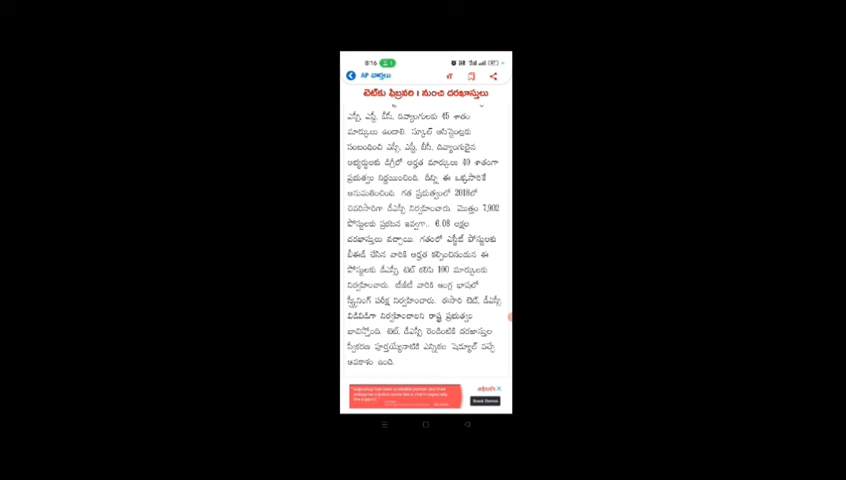 8:16
AP వార్తలు
టెట్‌కు ఫిబ్రవరి 1 నుంచి దరఖాస్తులు
ఎస్సీ, ఎస్టీ, బీసీ, దివ్యాంగులకు 45 శాతం
మార్కులు ఉండాలి. స్కూల్ అసిస్టెంట్లకు
సంబంధించి ఎస్సీ, ఎస్టీ, బీసీ, దివ్యాంగులైన
అభ్యర్థులకు డిగ్రీలో అర్హత మార్కులు 40 శాతంగా
ప్రభుత్వం నిర్ణయించింది. దీన్ని ఈ ఒక్కసారికే
అనుమతించింది. గత ప్రభుత్వంలో 2018లో
చివరిసారిగా డీఎస్సీ నిర్వహించారు. మొత్తం 7,902
పోస్టులకు ప్రకటన ఇవ్వగా.. 6.08 లక్షల
దరఖాస్తులు వచ్చాయి. గతంలో ఎస్జీటీ పోస్టులకు
బీఈడీ చేసిన వారికి అర్హత కల్పించినందున ఈ
పోస్టులకు డీఎస్సీ, టెట్ కలిపి 100 మార్కులకు
నిర్వహించారు. టీజీటీ వారికి ఆంగ్ల భాషలో
స్క్రీనింగ్ పరీక్ష నిర్వహించారు. ఈసారి టెట్, డీఎస్సీ
విడివిడిగా నిర్వహించాలని రాష్ట్ర ప్రభుత్వం
భావిస్తోంది. టెట్, డీఎస్సీ రెండింటికి దరఖాస్తుల
స్వీకరణ పూర్తయ్యేనాటికి ఎన్నికల షెడ్యూల్ వచ్చే
అవకాశం ఉంది.